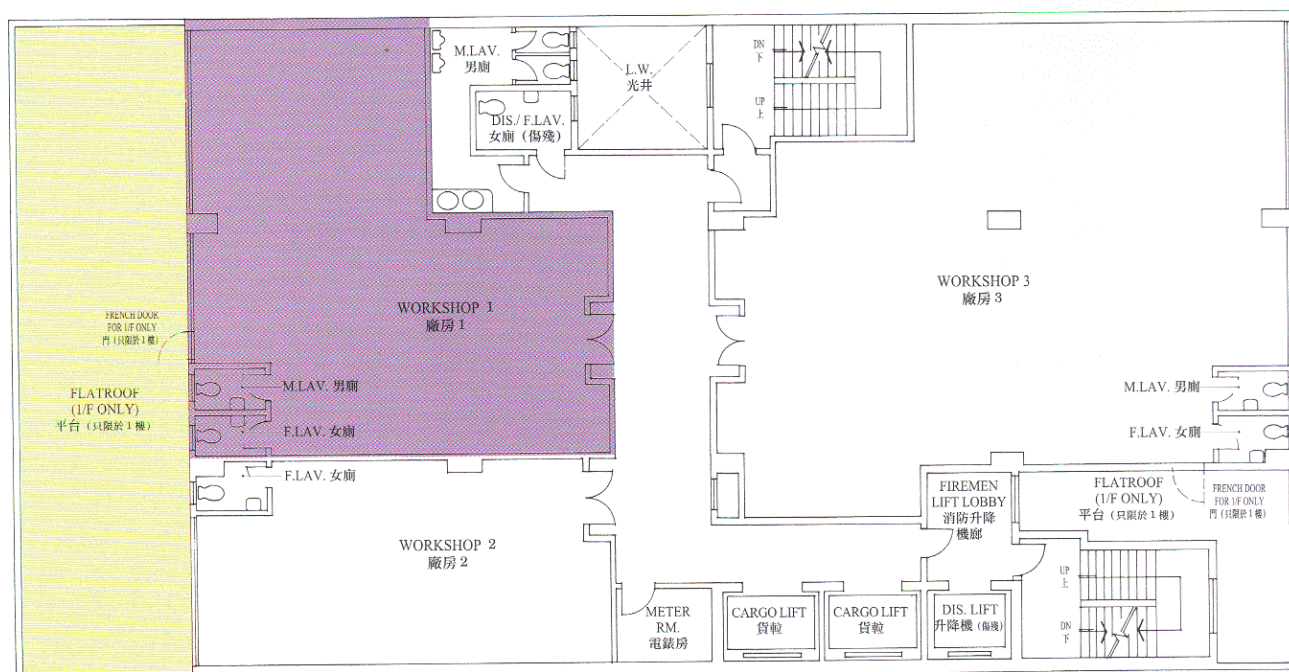 M.LAV.
男廁
L.W.
光井
DN
下
UP
上
DIS./ F.LAV.
女廁 (傷殘)
WORKSHOP 1
廠房 1
WORKSHOP 3
廠房 3
FRENCH DOOR
FOR 1/F ONLY
門 (只限於 1 樓)
FLATROOF
(1/F ONLY)
平台 (只限於 1 樓)
M.LAV. 男廁
F.LAV. 女廁
F.LAV. 女廁
M.LAV. 男廁
F.LAV. 女廁
WORKSHOP 2
廠房 2
FIREMEN
LIFT LOBBY
消防升降
機廊
FLATROOF
(1/F ONLY)
平台 (只限於 1 樓)
FRENCH DOOR
FOR 1/F ONLY
門 (只限於 1 樓)
METER
RM.
電錶房
CARGO LIFT
貨䢂
CARGO LIFT
貨䢂
DIS. LIFT
升降機 (傷殘)
UP
上
DN
下